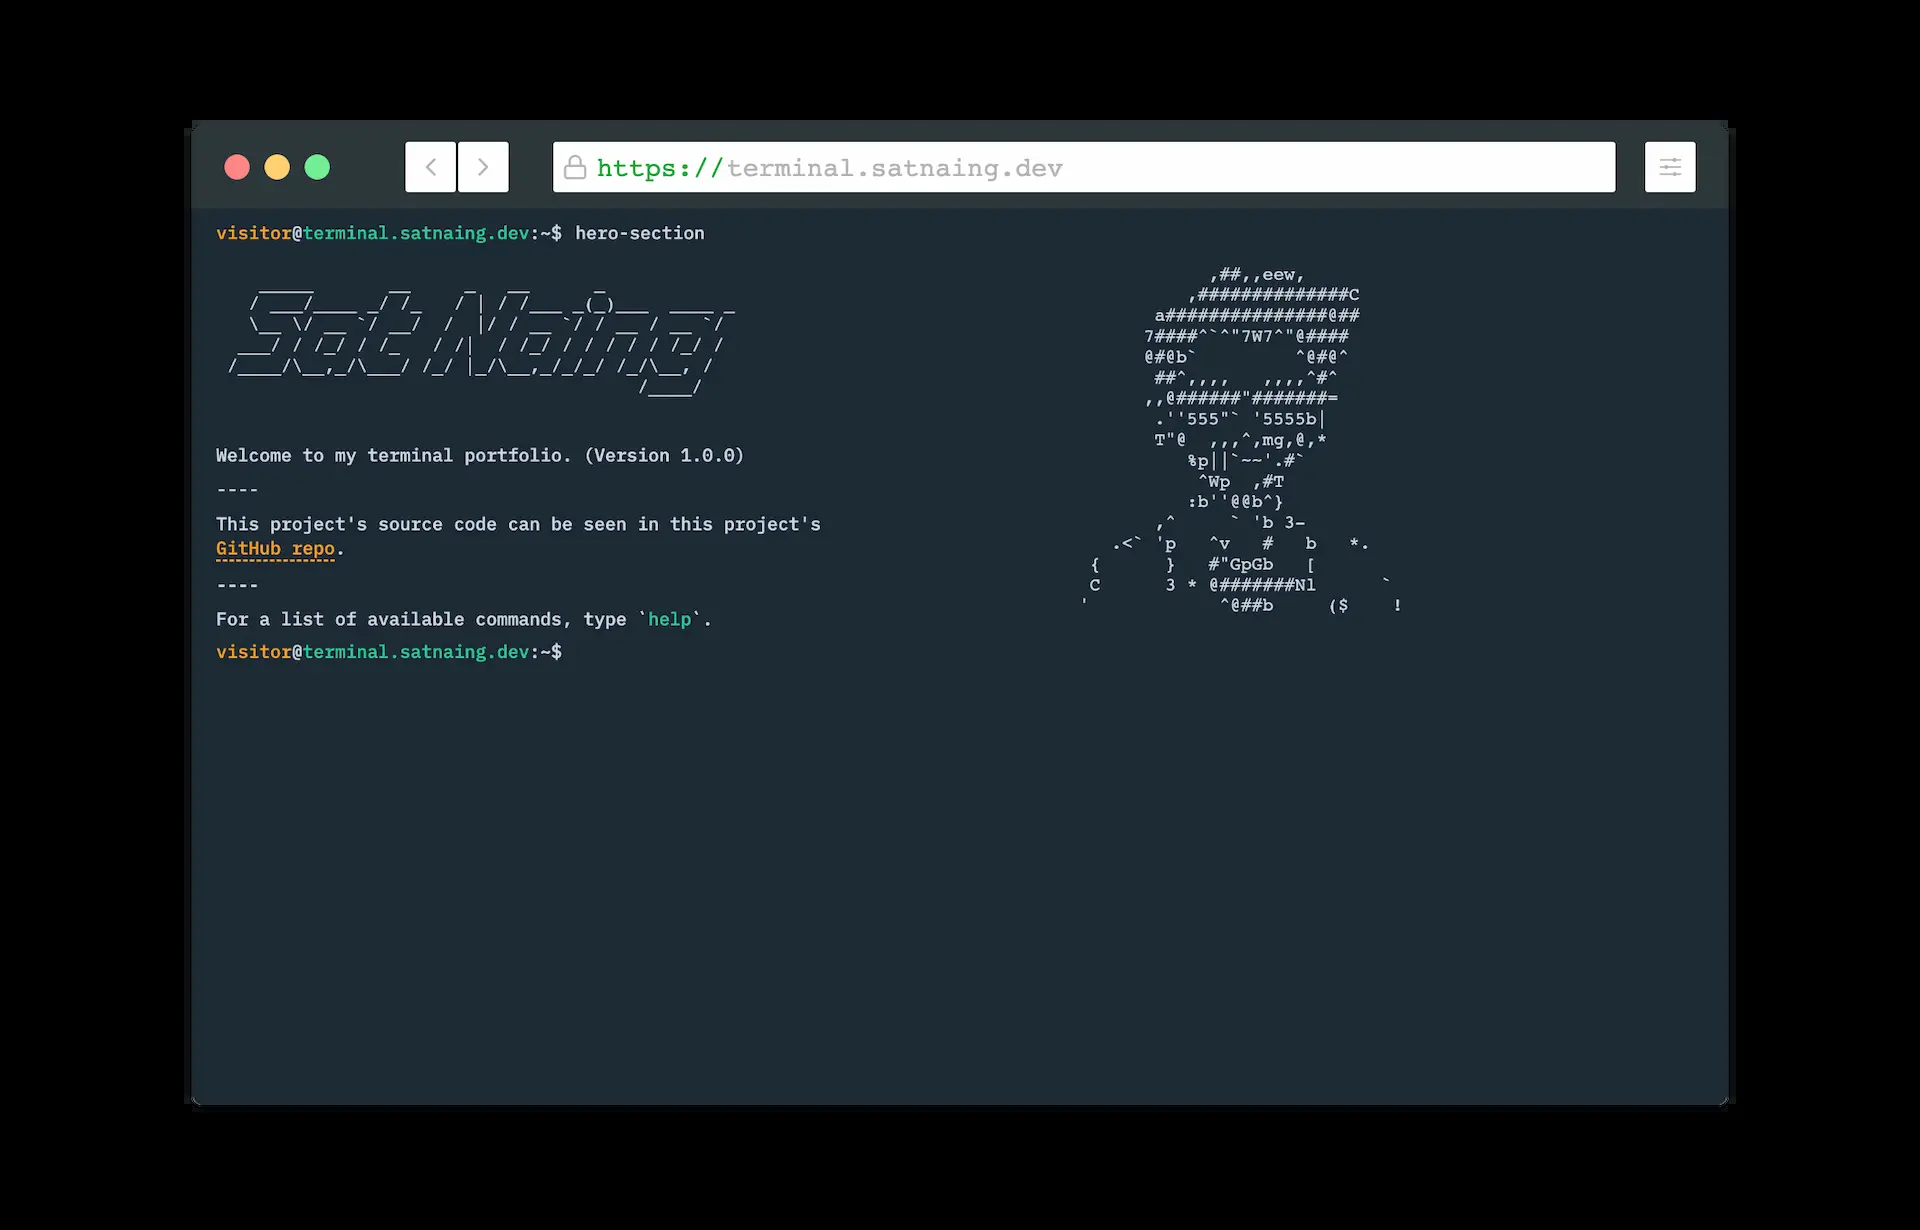 https://terminal.satnaing.dev
visitor@terminal.satnaing.dev:~$ hero-section
Sat Naing
Welcome to my terminal portfolio. (Version 1.0.0)
----
This project's source code can be seen in this project's
GitHub repo.
----
For a list of available commands, type `help`.
visitor@terminal.satnaing.dev:~$